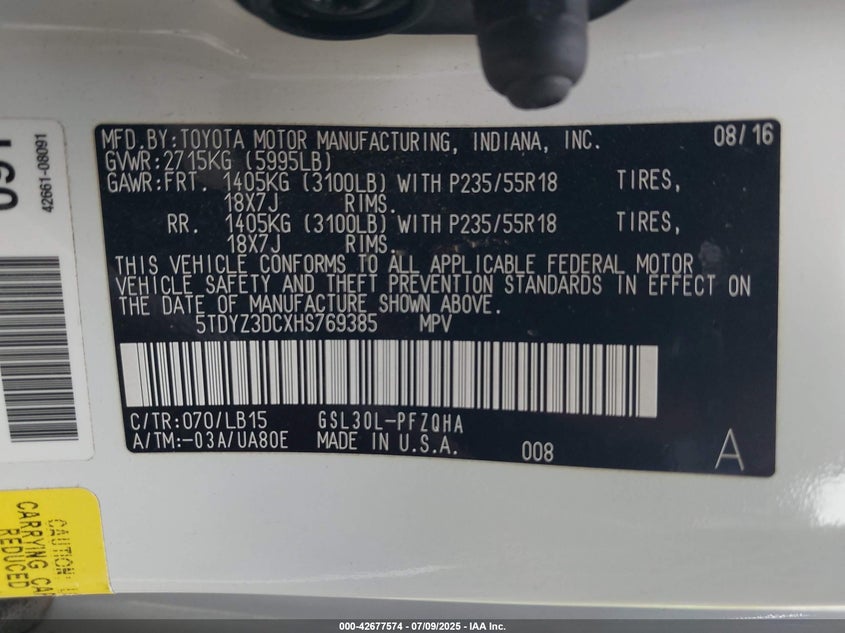 MFD.BY:TOYOTA MOTOR MANUFACTURING, INDIANA, INC. 08/16
GVWR:2715KG (5995LB)
GAWR:FRT. 1405KG (3100LB) WITH P235/55R18 TIRES,
18X7J RIMS.
RR. 1405KG (3100LB) WITH P235/55R18 TIRES,
18X7J RIMS.
THIS VEHICLE CONFORMS TO ALL APPLICABLE FEDERAL MOTOR
VEHICLE SAFETY AND THEFT PREVENTION STANDARDS IN EFFECT ON
THE DATE OF MANUFACTURE SHOWN ABOVE.
5TDYZ3DCXHS769385 MPV
C/TR:070/LB15 GSL30L-PFZQHA
A/TM:-03A/UA80E MADE IN U.S.A. 008 A
42661-08091
CAUTION:
CARRYING CA
REDUCED
000-42677574 / 07/09/2025 - IAA Inc.